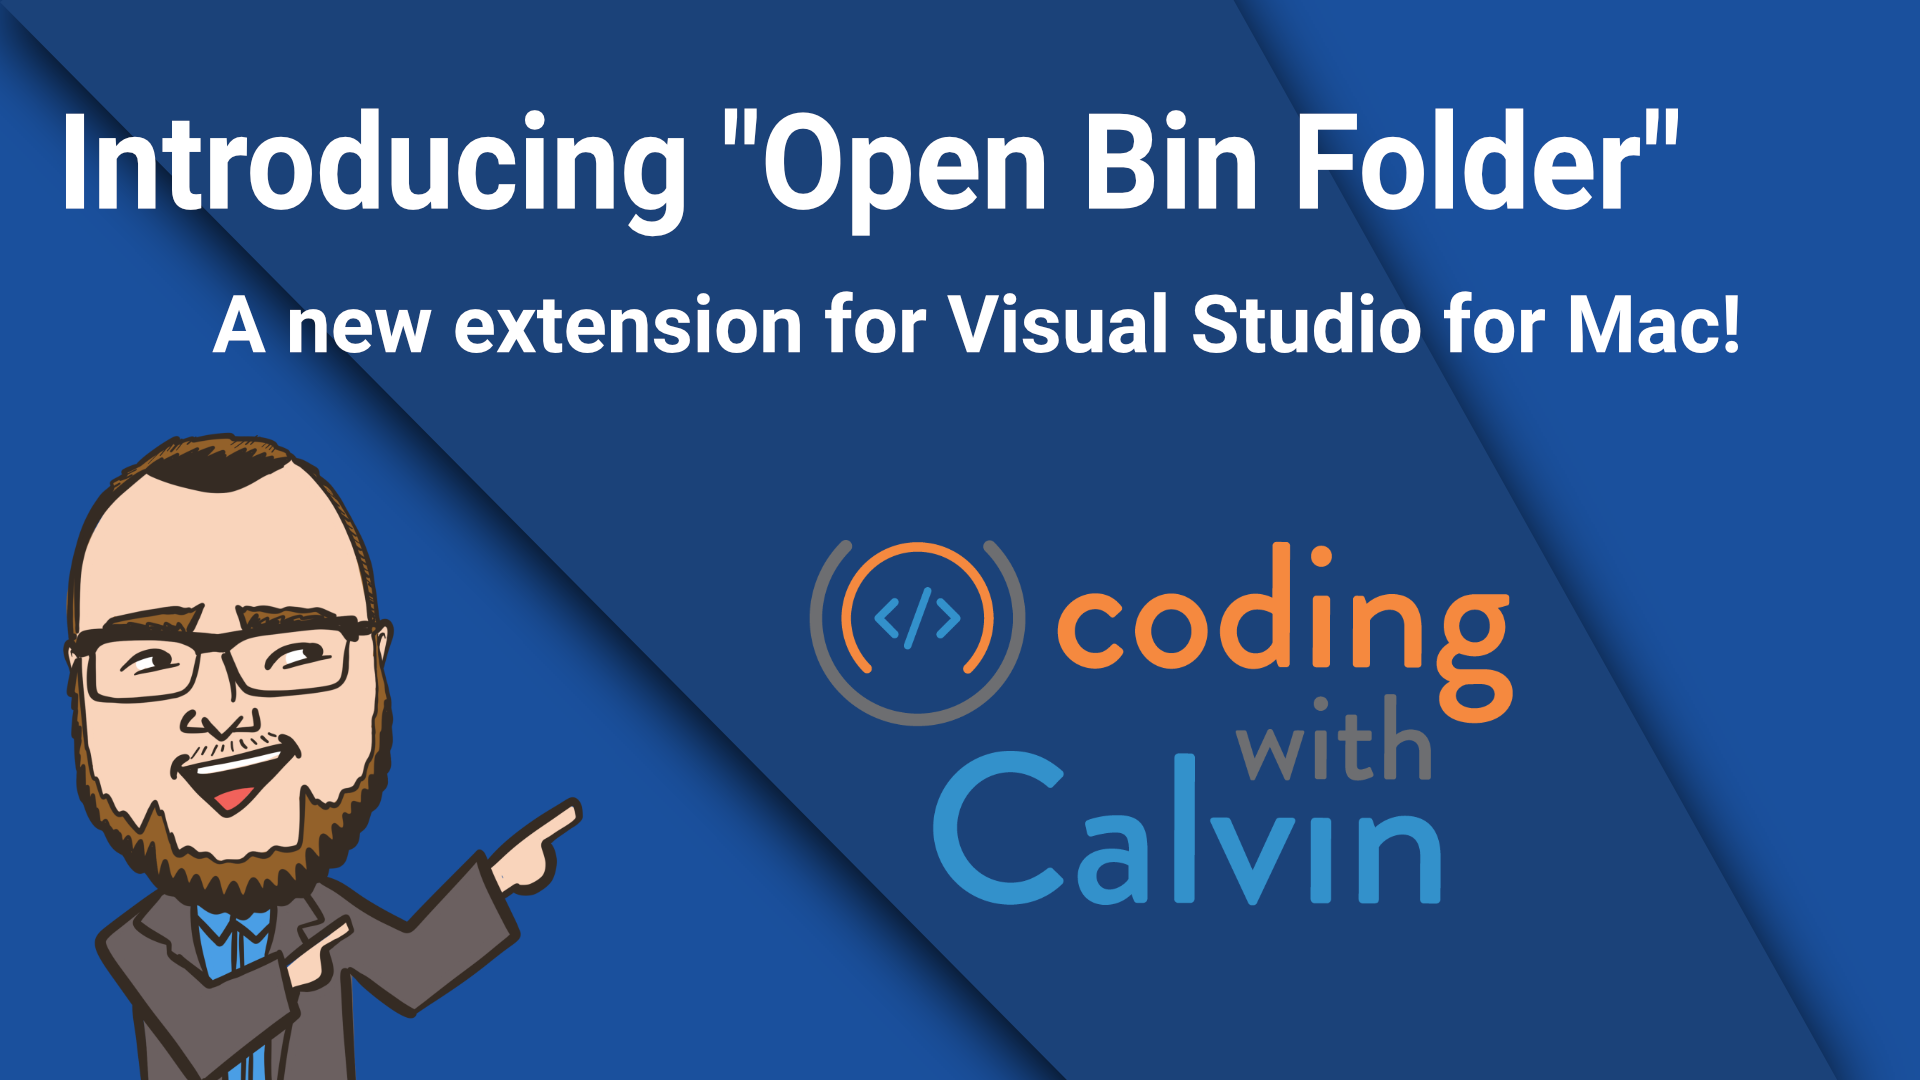 Introducing "Open Bin Folder"
A new extension for Visual Studio for Mac!
</> coding
with
Calvin